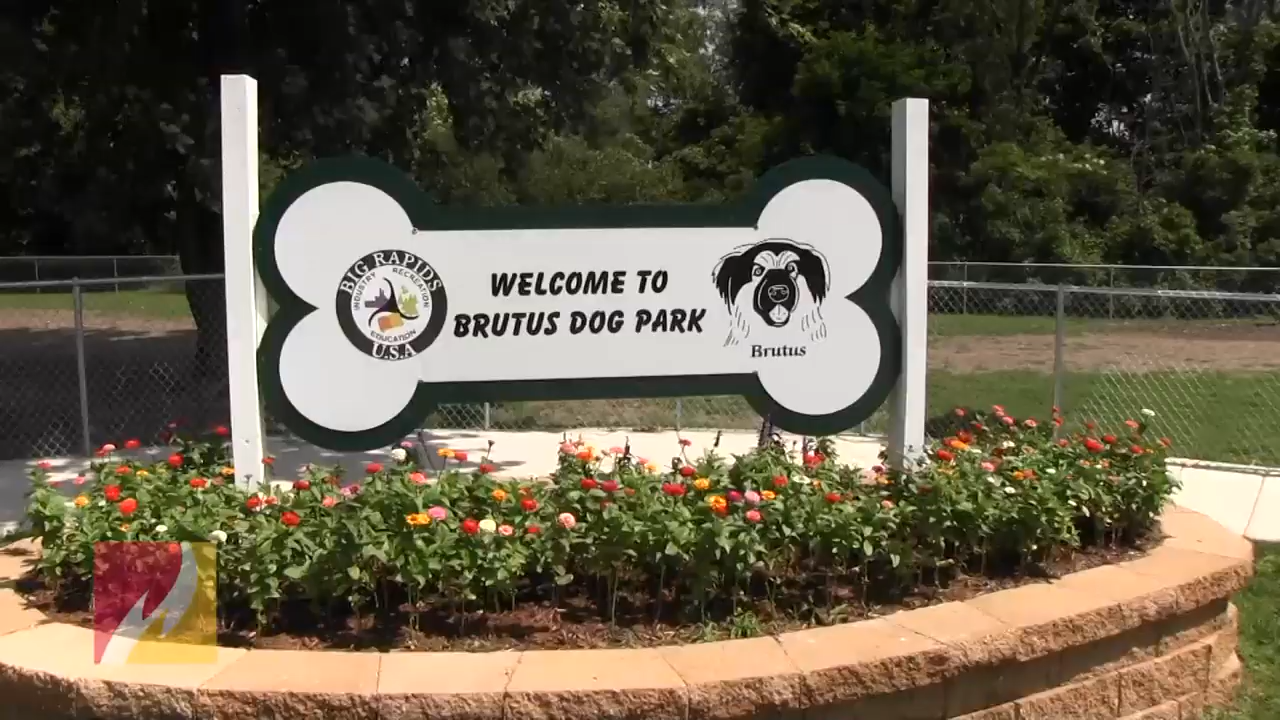 BIG RAPIDS
INDUSTRY RECREATION
EDUCATION
U.S.A
WELCOME TO
BRUTUS DOG PARK
Brutus